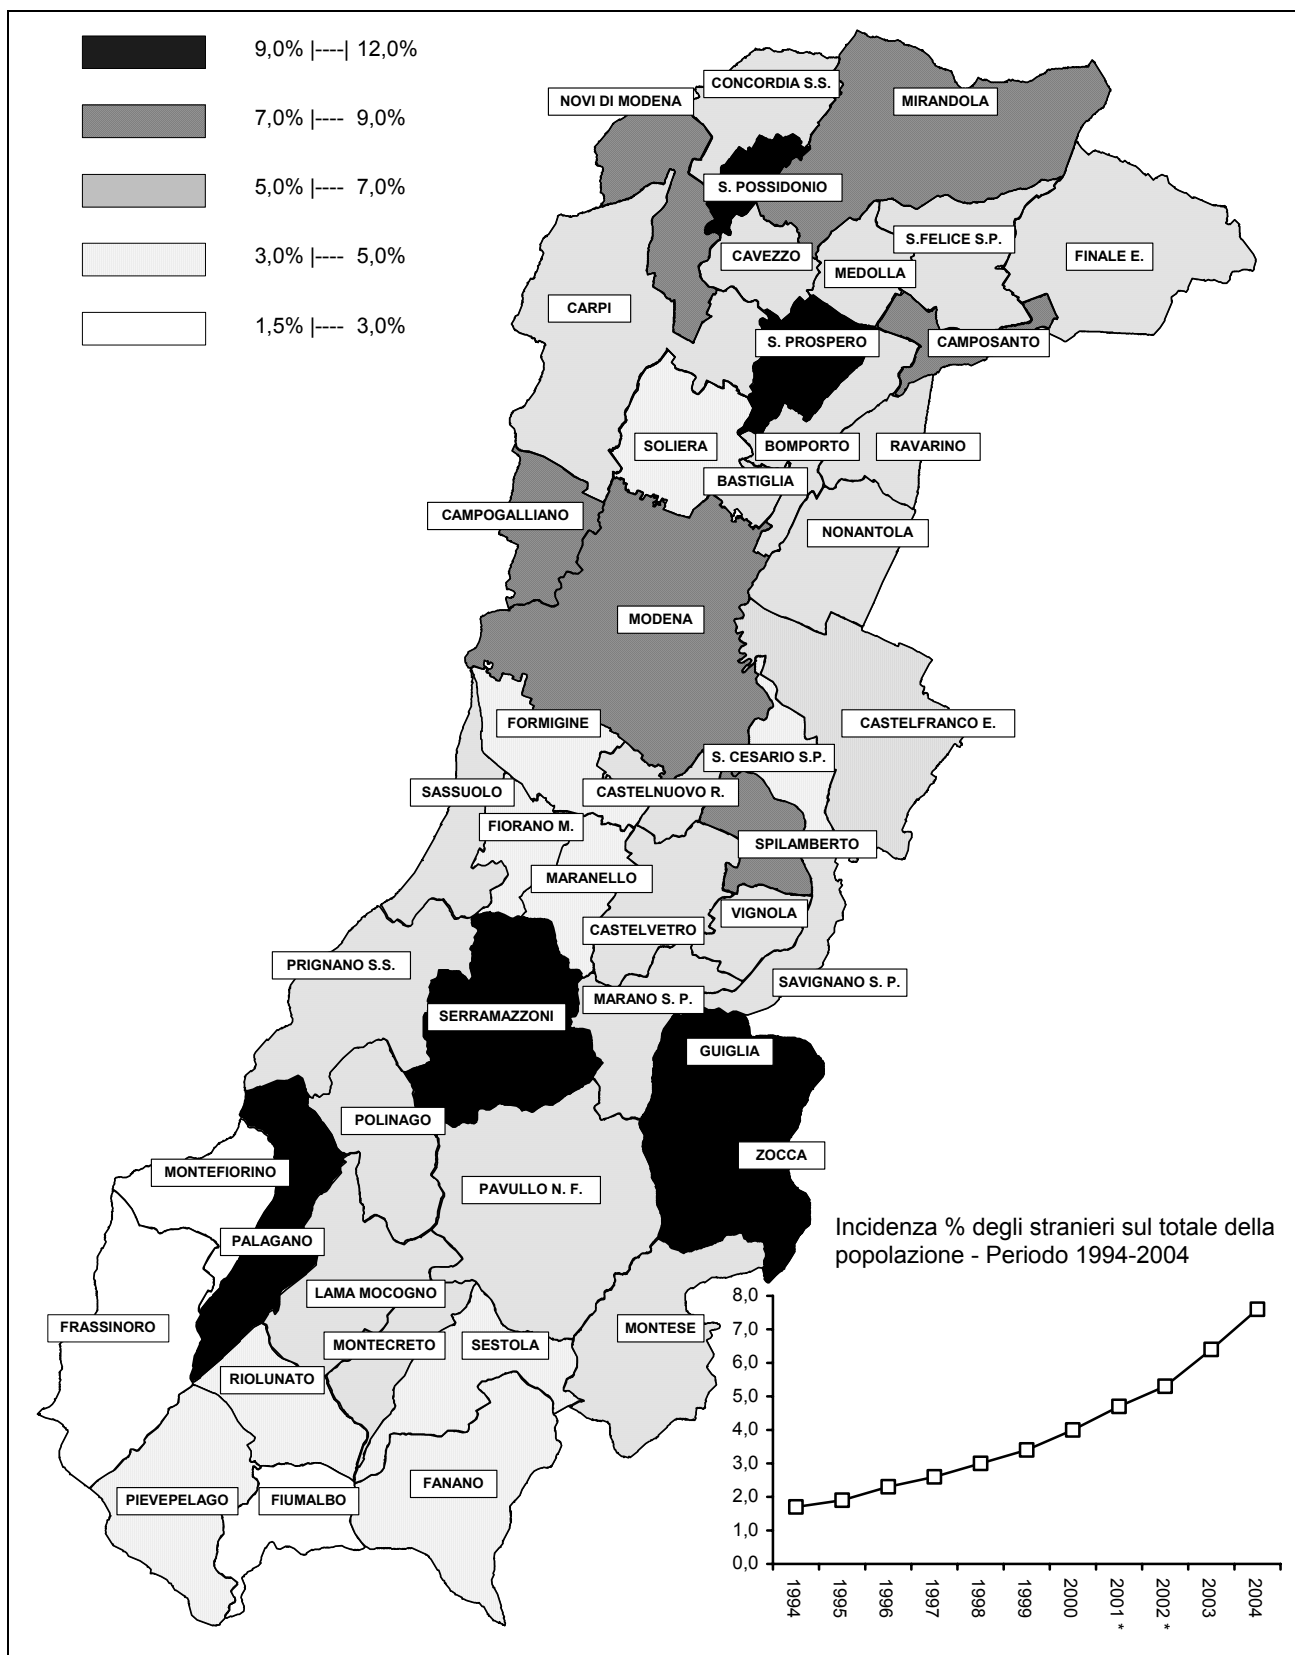 9,0% |----| 12,0%
7,0% |---- 9,0%
5,0% |---- 7,0%
3,0% |---- 5,0%
1,5% |---- 3,0%
CONCORDIA S.S.
NOVI DI MODENA
MIRANDOLA
S. POSSIDONIO
S.FELICE S.P.
CAVEZZO
FINALE E.
MEDOLLA
CARPI
S. PROSPERO
CAMPOSANTO
SOLIERA
BOMPORTO
RAVARINO
BASTIGLIA
CAMPOGALLIANO
NONANTOLA
MODENA
FORMIGINE
CASTELFRANCO E.
S. CESARIO S.P.
SASSUOLO
CASTELNUOVO R.
FIORANO M.
SPILAMBERTO
MARANELLO
VIGNOLA
CASTELVETRO
PRIGNANO S.S.
SAVIGNANO S. P.
MARANO S. P.
SERRAMAZZONI
GUIGLIA
POLINAGO
ZOCCA
MONTEFIORINO
PAVULLO N. F.
PALAGANO
LAMA MOCOGNO
FRASSINORO
MONTESE
MONTECRETO
SESTOLA
RIOLUNATO
FANANO
PIEVEPELAGO
FIUMALBO
Incidenza % degli stranieri sul totale della
popolazione - Periodo 1994-2004
8,0
7,0
6,0
5,0
4,0
3,0
2,0
1,0
0,0
1994
1995
1996
1997
1998
1999
2000
2001 *
2002 *
2003
2004